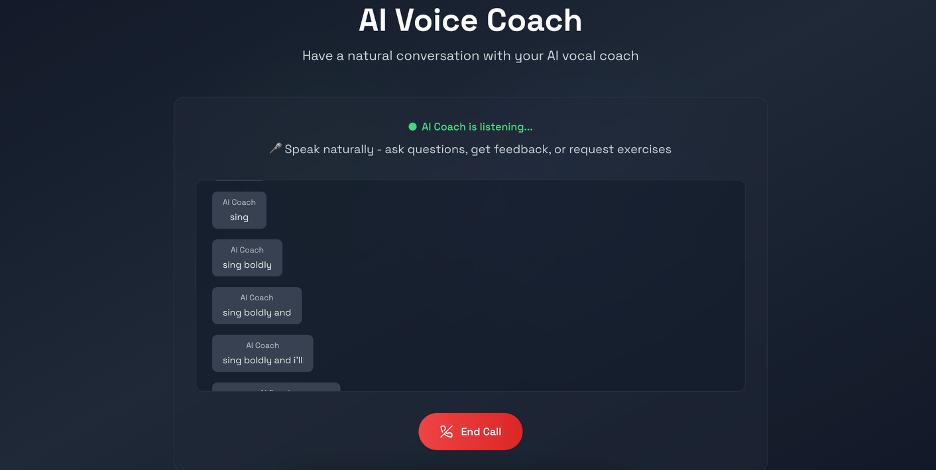 AI Voice Coach
Have a natural conversation with your AI vocal coach
AI Coach is listening...
Speak naturally - ask questions, get feedback, or request exercises
AI Coach
sing
AI Coach
sing boldly
AI Coach
sing boldly and
AI Coach
sing boldly and i'll
End Call